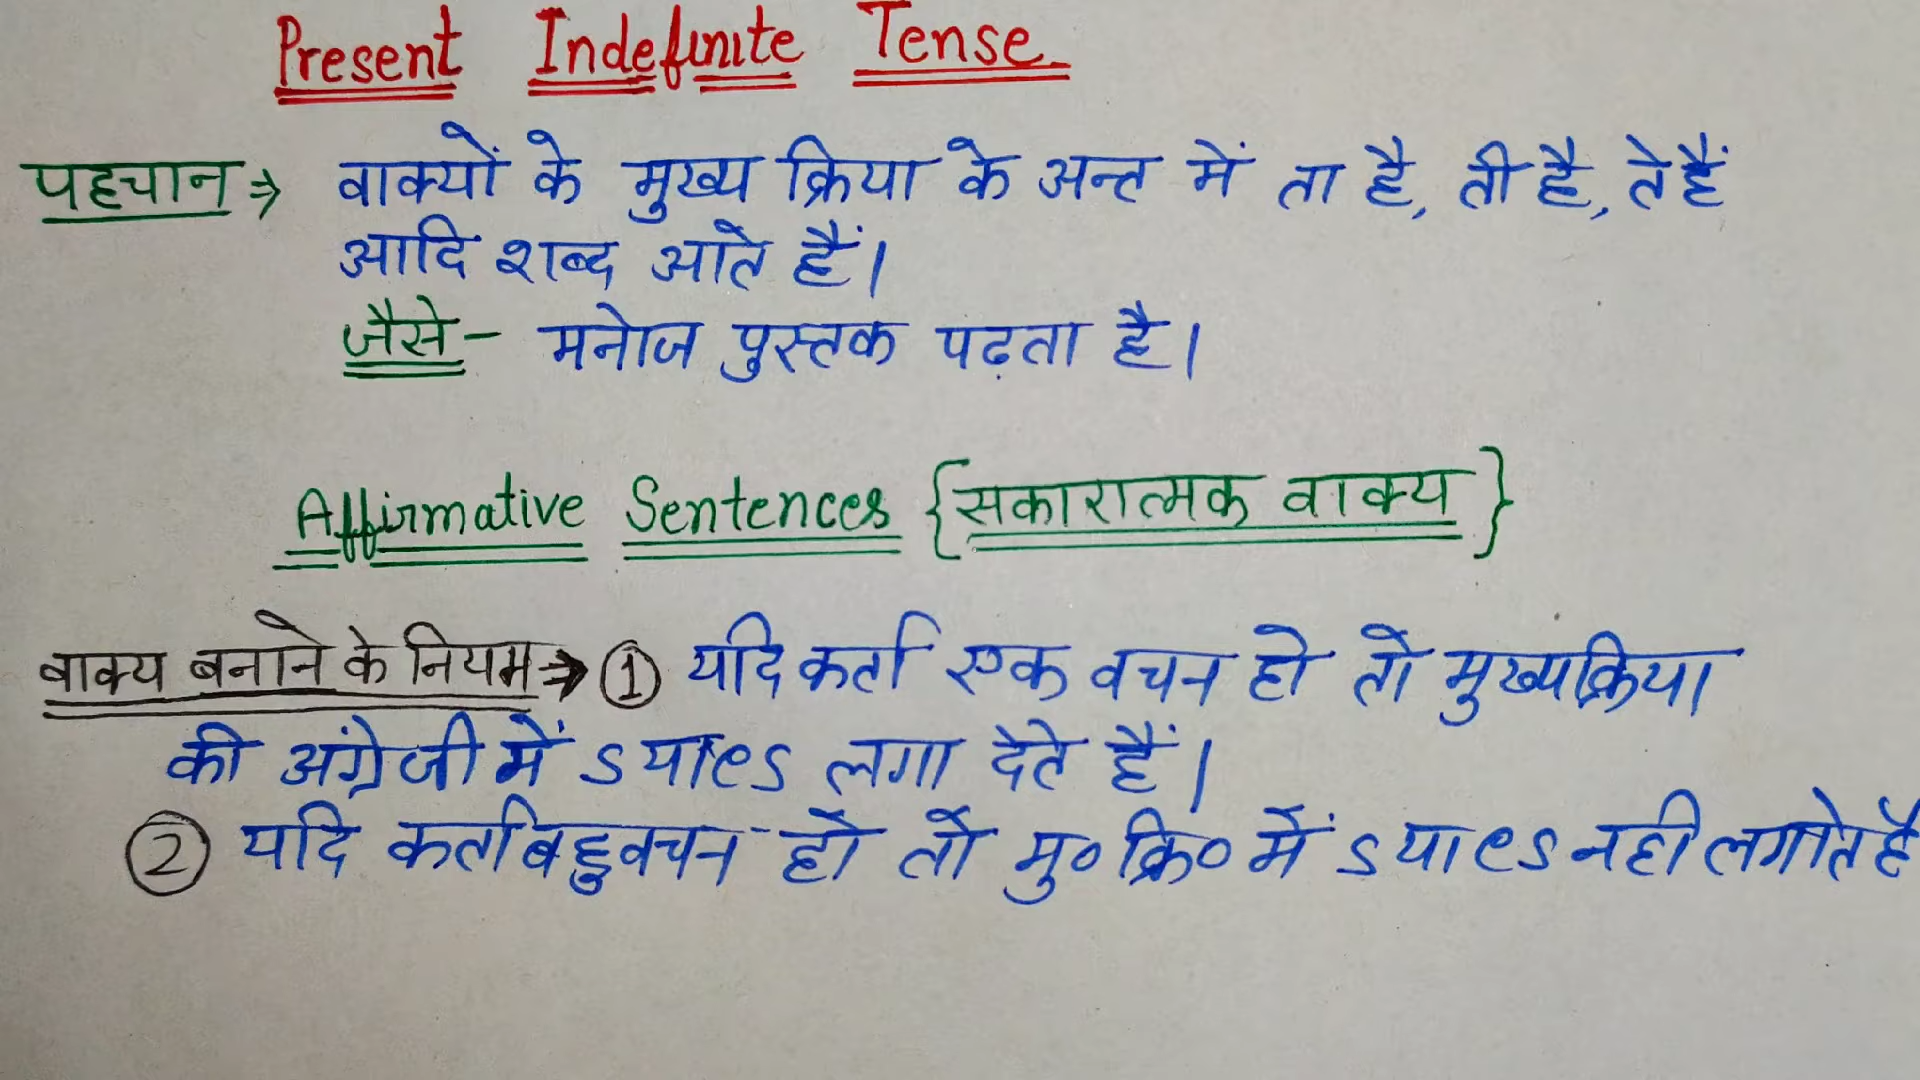 Present Indefinite Tense
पहचान ⇒ वाक्यों के मुख्य क्रिया के अन्त में ता है, ती है, ते हैं
आदि शब्द आते हैं।
जैसे - मनोज पुस्तक पढ़ता है।
Affirmative Sentences {सकारात्मक वाक्य}
वाक्य बनाने के नियम ⇒ ① यदि कर्ता एक वचन हो तो मुख्य क्रिया
की अंग्रेजी में s या es लगा देते हैं।
② यदि कर्ता बहुवचन हो तो मु० क्रि० में s या es नही लगाते है